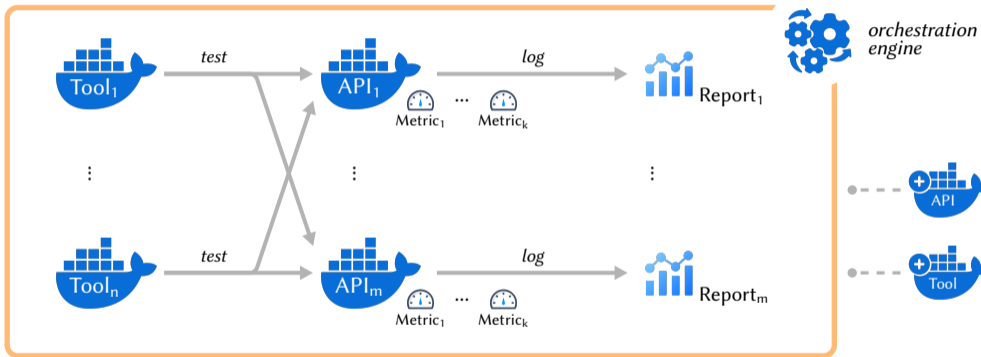 orchestration
engine
test
log
Tool₁
API₁
Report₁
...
Metric₁
Metricₖ
⋮
⋮
⋮
API
test
log
Toolₙ
APIₘ
Reportₘ
Tool
...
Metric₁
Metricₖ